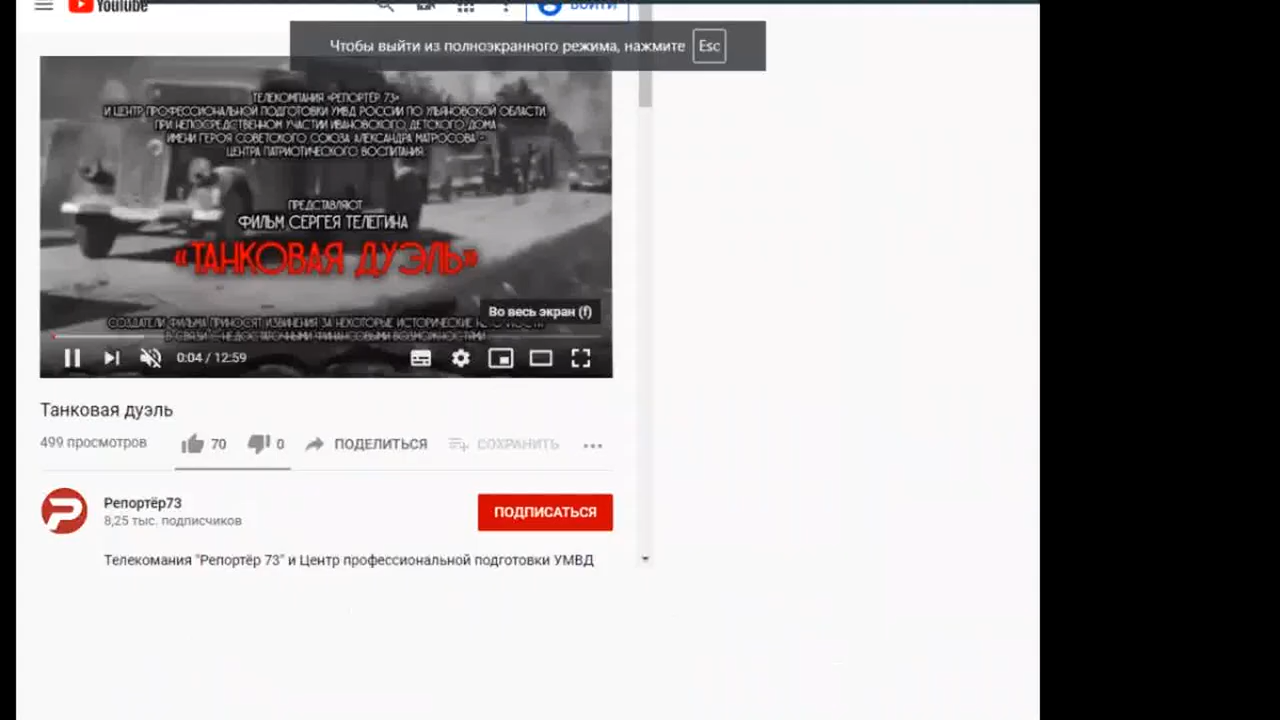 YouTube
ВОЙТИ
Чтобы выйти из полноэкранного режима, нажмите Esc
ТЕЛЕКОМПАНИЯ «РЕПОРТЁР 73»
И ЦЕНТР ПРОФЕССИОНАЛЬНОЙ ПОДГОТОВКИ УМВД РОССИИ ПО УЛЬЯНОВСКОЙ ОБЛАСТИ
ПРИ НЕПОСРЕДСТВЕННОМ УЧАСТИИ ИВАНОВСКОГО ДЕТСКОГО ДОМА
ИМЕНИ ГЕРОЯ СОВЕТСКОГО СОЮЗА АЛЕКСАНДРА МАТРОСОВА -
ЦЕНТРА ПАТРИОТИЧЕСКОГО ВОСПИТАНИЯ
ПРЕДСТАВЛЯЮТ
ФИЛЬМ СЕРГЕЯ ТЕЛЕГИНА
«ТАНКОВАЯ ДУЭЛЬ»
Во весь экран (f)
СОЗДАТЕЛИ ФИЛЬМА ПРИНОСЯТ ИЗВИНЕНИЯ ЗА НЕКОТОРЫЕ ИСТОРИЧЕСКИЕ
В СВЯЗИ С НЕДОСТАТОЧНЫМИ ФИНАНСОВЫМИ ВОЗМОЖНОСТЯМИ
0:04 / 12:59
Танковая дуэль
499 просмотров
70
0
ПОДЕЛИТЬСЯ
СОХРАНИТЬ
Репортёр73
8,25 тыс. подписчиков
ПОДПИСАТЬСЯ
Телекомания "Репортёр 73" и Центр профессиональной подготовки УМВД